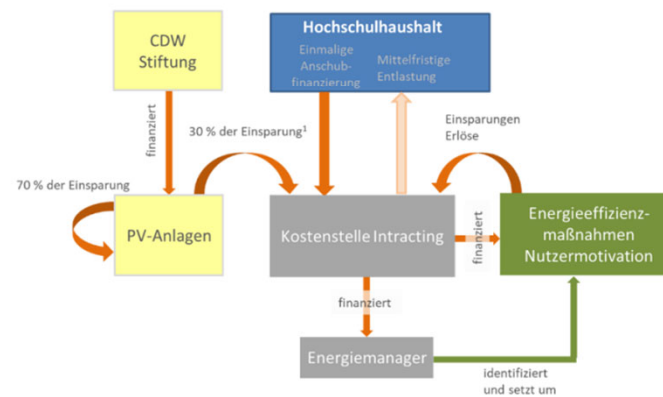 CDW
Stiftung
Hochschulhaushalt
Einmalige
Anschub-
finanzierung
Mittelfristige
Entlastung
finanziert
30 % der Einsparung¹
Einsparungen
Erlöse
70 % der Einsparung
PV-Anlagen
Kostenstelle Intracting
finanziert
Energieeffizienz-
maßnahmen
Nutzermotivation
finanziert
Energiemanager
identifiziert
und setzt um